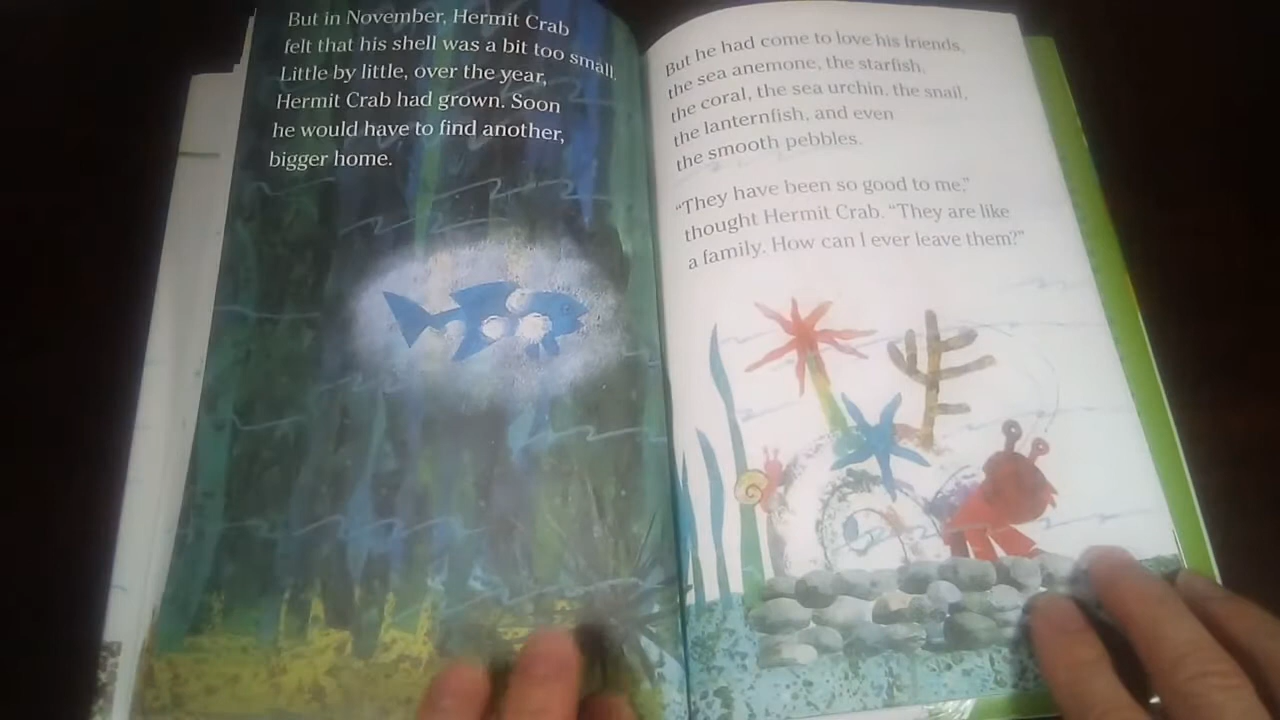 But in November, Hermit Crab
felt that his shell was a bit too small.
Little by little, over the year,
Hermit Crab had grown. Soon
he would have to find another,
bigger home.
But he had come to love his friends,
the sea anemone, the starfish,
the coral, the sea urchin, the snail,
the lanternfish, and even
the smooth pebbles.
“They have been so good to me,”
thought Hermit Crab. “They are like
a family. How can I ever leave them?”